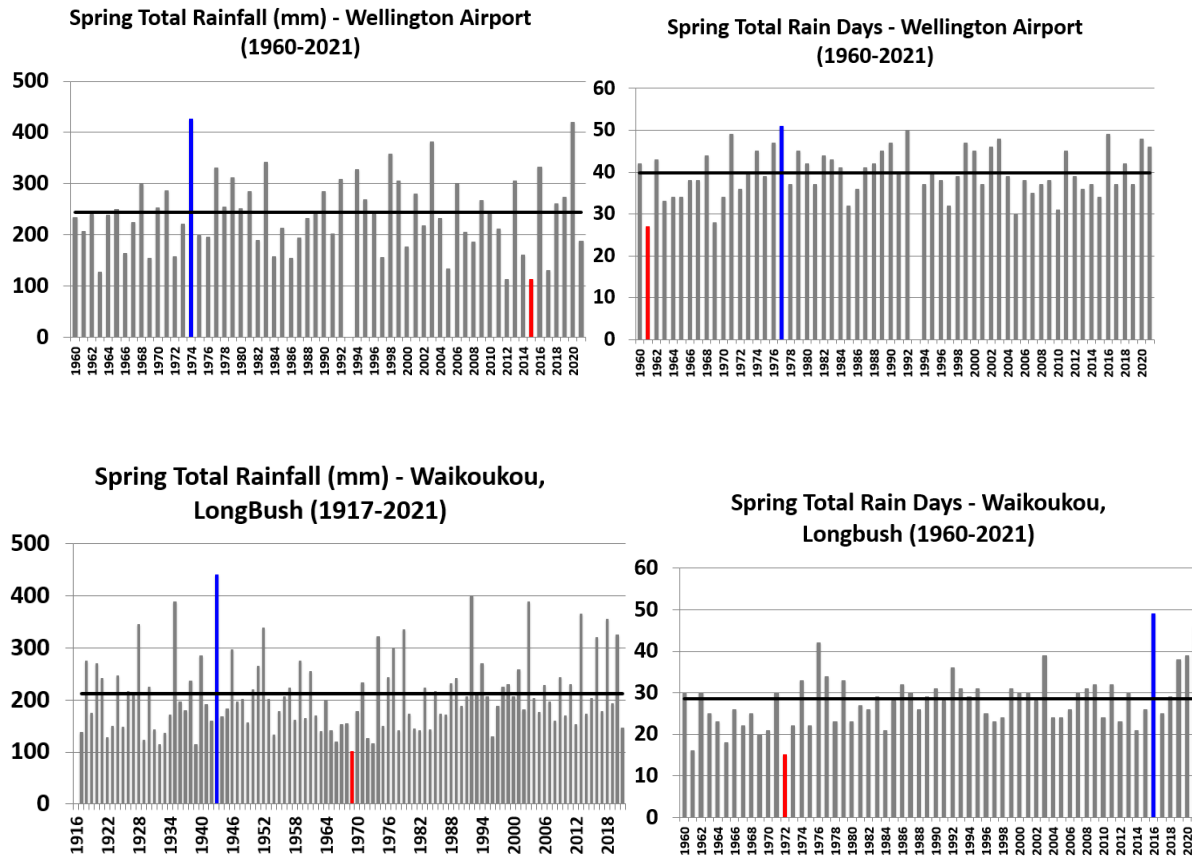 Spring Total Rainfall (mm) - Wellington Airport
(1960-2021)
500
400
300
200
100
0
1960 1962 1964 1966 1968 1970 1972 1974 1976 1978 1980 1982 1984 1986 1988 1990 1992 1994 1996 1998 2000 2002 2004 2006 2008 2010 2012 2014 2016 2018 2020
Spring Total Rain Days - Wellington Airport
(1960-2021)
60
50
40
30
20
10
0
1960 1962 1964 1966 1968 1970 1972 1974 1976 1978 1980 1982 1984 1986 1988 1990 1992 1994 1996 1998 2000 2002 2004 2006 2008 2010 2012 2014 2016 2018 2020
Spring Total Rainfall (mm) - Waikoukou,
LongBush (1917-2021)
500
400
300
200
100
0
1916 1922 1928 1934 1940 1946 1952 1958 1964 1970 1976 1982 1988 1994 2000 2006 2012 2018
Spring Total Rain Days - Waikoukou,
Longbush (1960-2021)
60
50
40
30
20
10
0
1960 1962 1964 1966 1968 1970 1972 1974 1976 1978 1980 1982 1984 1986 1988 1990 1992 1994 1996 1998 2000 2002 2004 2006 2008 2010 2012 2014 2016 2018 2020